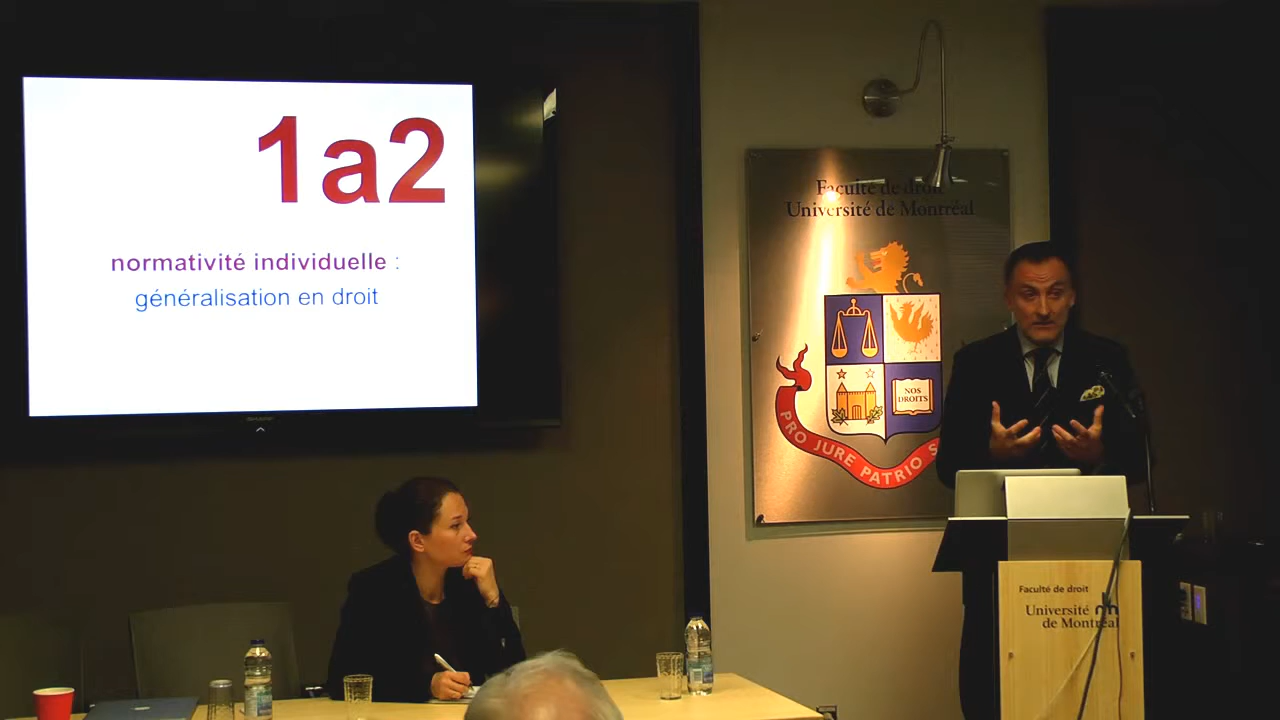 1a2
normativité individuelle :
généralisation en droit
Faculté de droit
Université de Montréal
NOS
DROITS
PRO JURE PATRIO S
Faculté de droit
Université
de Montréal